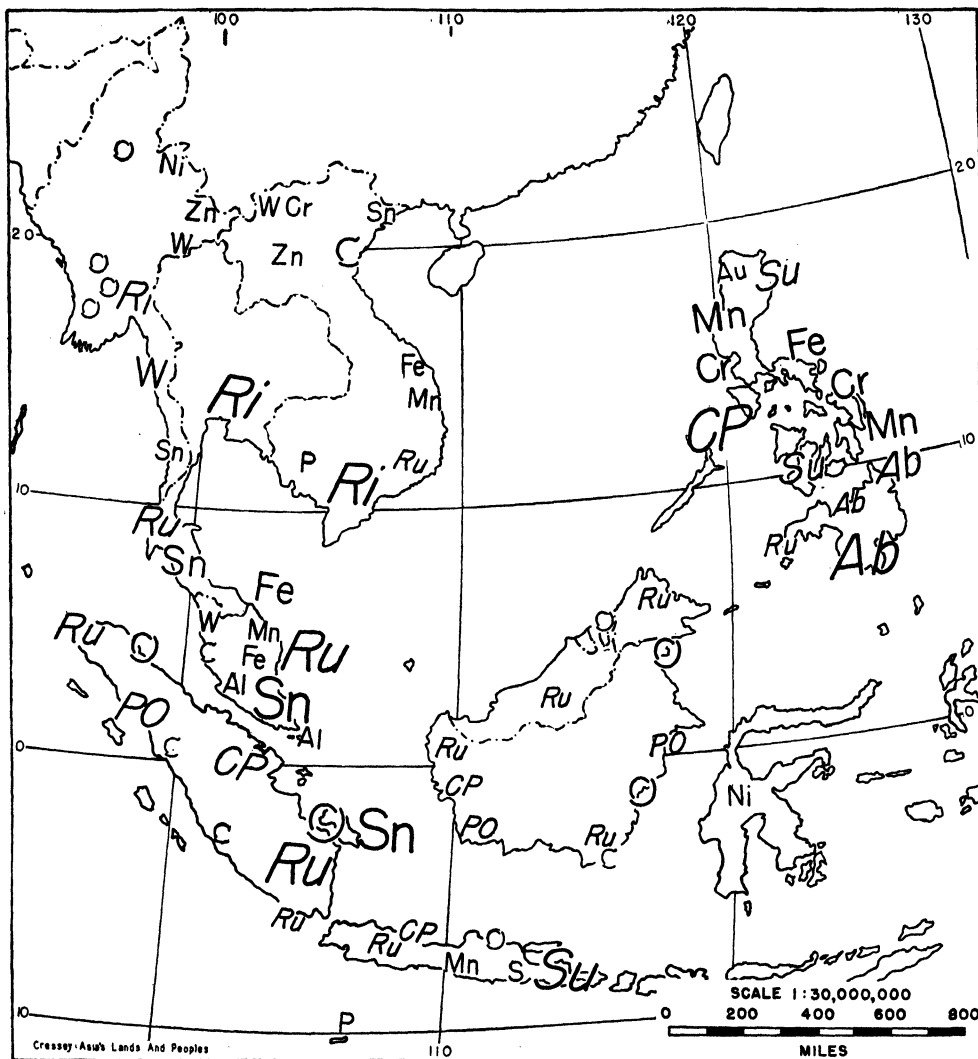 100 110 120 130
20
O
Ni
Zn W Cr Sn
20 W Zn C
O
O Ri
O
Au Su
Mn
W Fe Fe
Mn Cr Cr
Ri CP Mn
Sn P Ru Su Ab
10 Ri 10
Ru Ab
Sn Ru Ab
Fe Ru
W Mn O
Ru O C Fe Ru O
Al Sn Ru
PO Al 0
0 C CP Ru PO
CP O Ni
O Sn
C PO Ru C
Ru
Ru CP O
Ru Mn S Su
SCALE 1:30,000,000
10 P 0 200 400 600 800
MILES
Cressey: Asia's Lands And Peoples 110